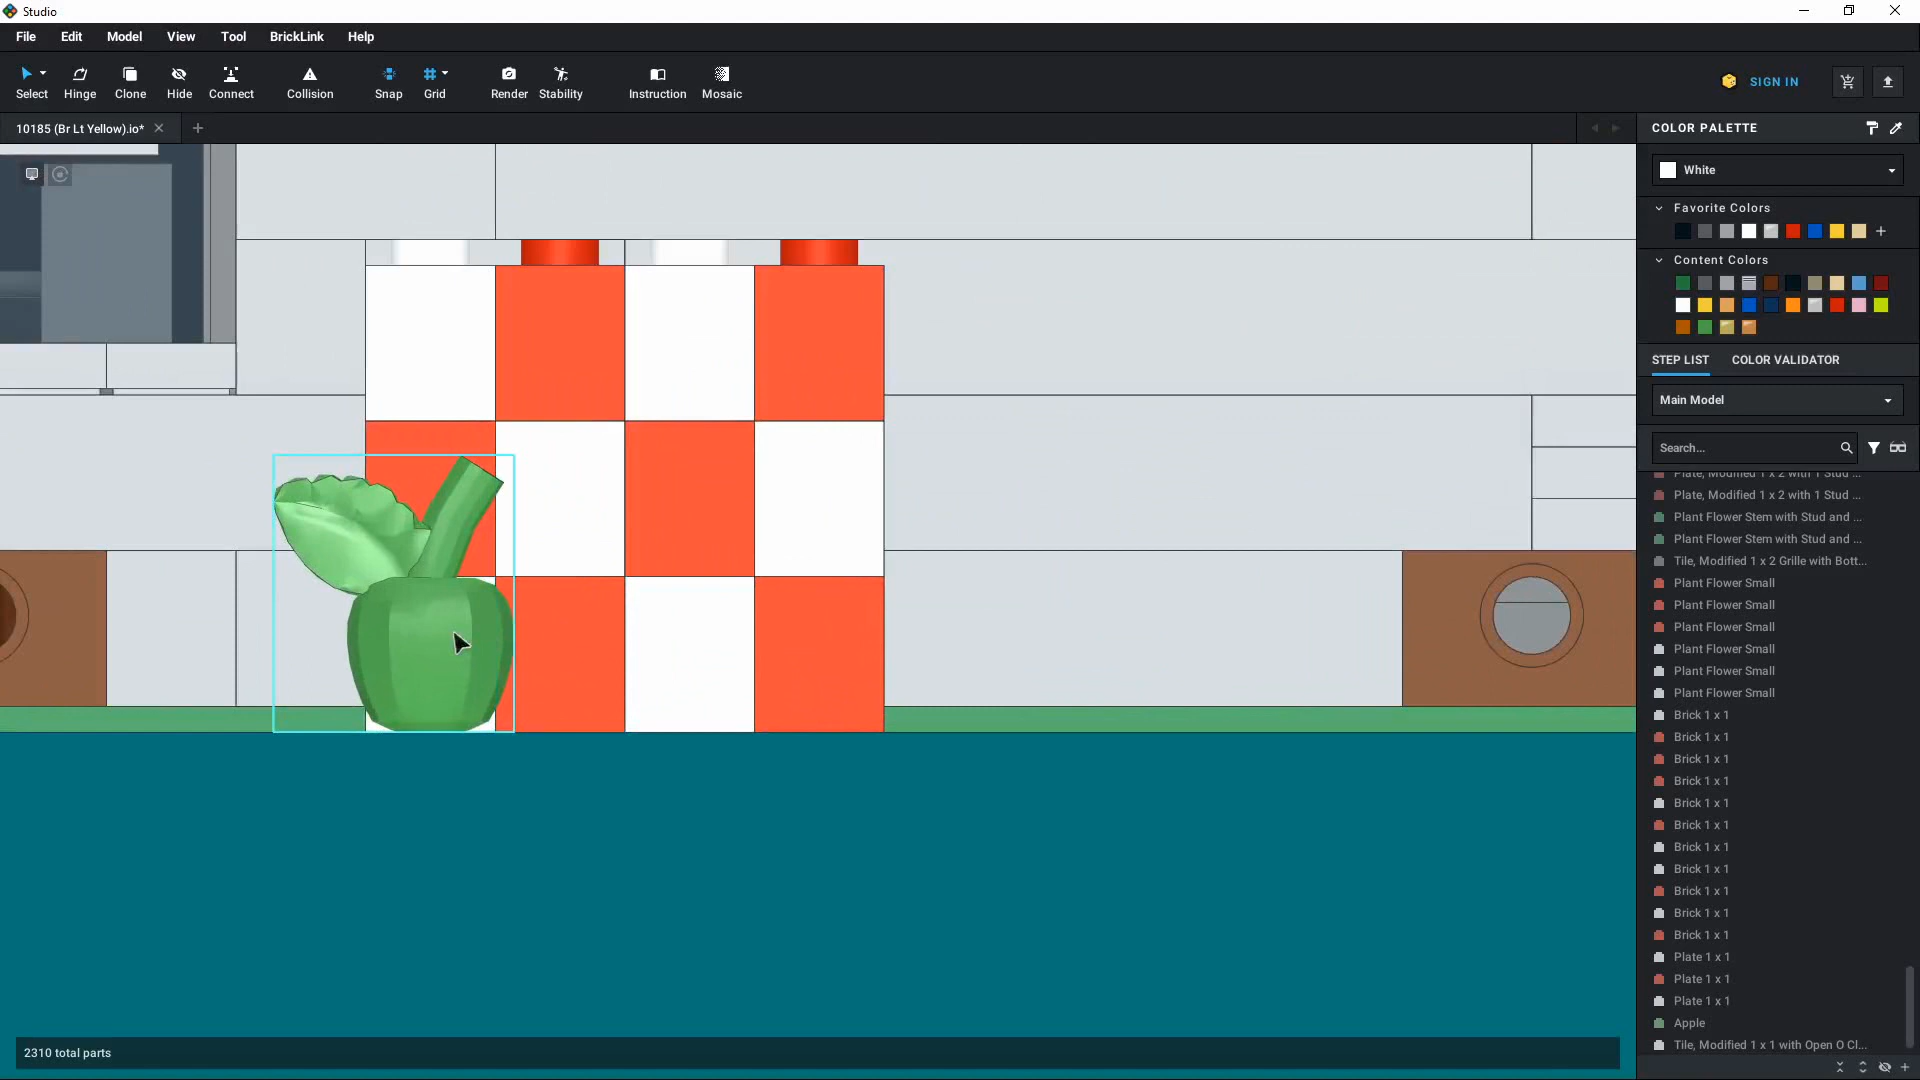 Studio
File Edit Model View Tool BrickLink Help
Select Hinge Clone Hide Connect Collision Snap Grid Render Stability Instruction Mosaic
SIGN IN
10185 (Br Lt Yellow).io*
COLOR PALETTE
White
Favorite Colors
Content Colors
STEP LIST COLOR VALIDATOR
Main Model
Search...
Plate, Modified 1 x 2 with 1 Stud ...
Plate, Modified 1 x 2 with 1 Stud ...
Plant Flower Stem with Stud and ...
Plant Flower Stem with Stud and ...
Tile, Modified 1 x 2 Grille with Bott...
Plant Flower Small
Plant Flower Small
Plant Flower Small
Plant Flower Small
Plant Flower Small
Plant Flower Small
Brick 1 x 1
Brick 1 x 1
Brick 1 x 1
Brick 1 x 1
Brick 1 x 1
Brick 1 x 1
Brick 1 x 1
Brick 1 x 1
Brick 1 x 1
Brick 1 x 1
Brick 1 x 1
Plate 1 x 1
Plate 1 x 1
Plate 1 x 1
Apple
Tile, Modified 1 x 1 with Open O Cl...
2310 total parts